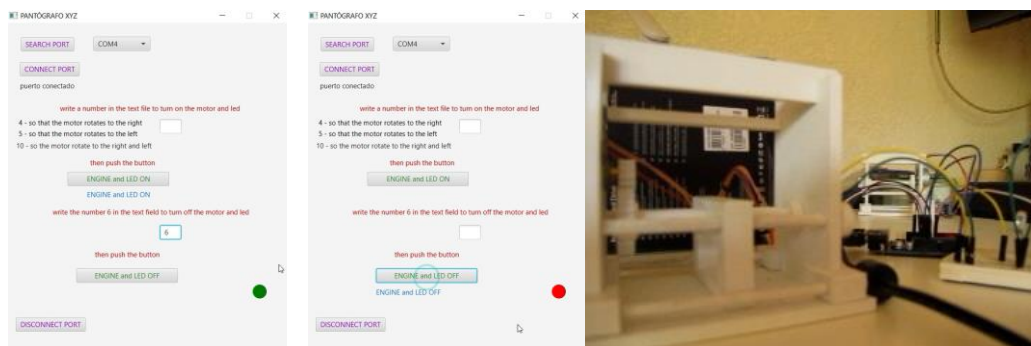 PANTÓGRAFO XYZ
SEARCH PORT
COM4
CONNECT PORT
puerto conectado
write a number in the text file to turn on the motor and led
4 - so that the motor rotates to the right
5 - so that the motor rotates to the left
10 - so the motor rotate to the right and left
then push the button
ENGINE and LED ON
ENGINE and LED ON
write the number 6 in the text field to turn off the motor and led
6
then push the button
ENGINE and LED OFF
DISCONNECT PORT
PANTÓGRAFO XYZ
SEARCH PORT
COM4
CONNECT PORT
puerto conectado
write a number in the text file to turn on the motor and led
4 - so that the motor rotates to the right
5 - so that the motor rotates to the left
10 - so the motor rotate to the right and left
then push the button
ENGINE and LED ON
write the number 6 in the text field to turn off the motor and led
then push the button
ENGINE and LED OFF
ENGINE and LED OFF
DISCONNECT PORT